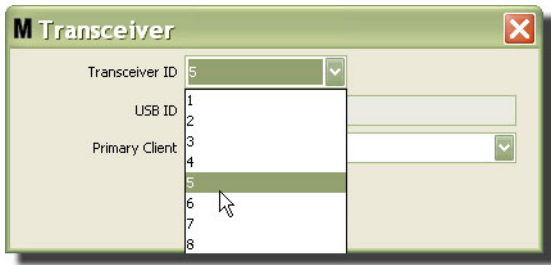 M Transceiver
Transceiver ID 5
1
USB ID
2
Primary Client 3
4
5
6
7
8